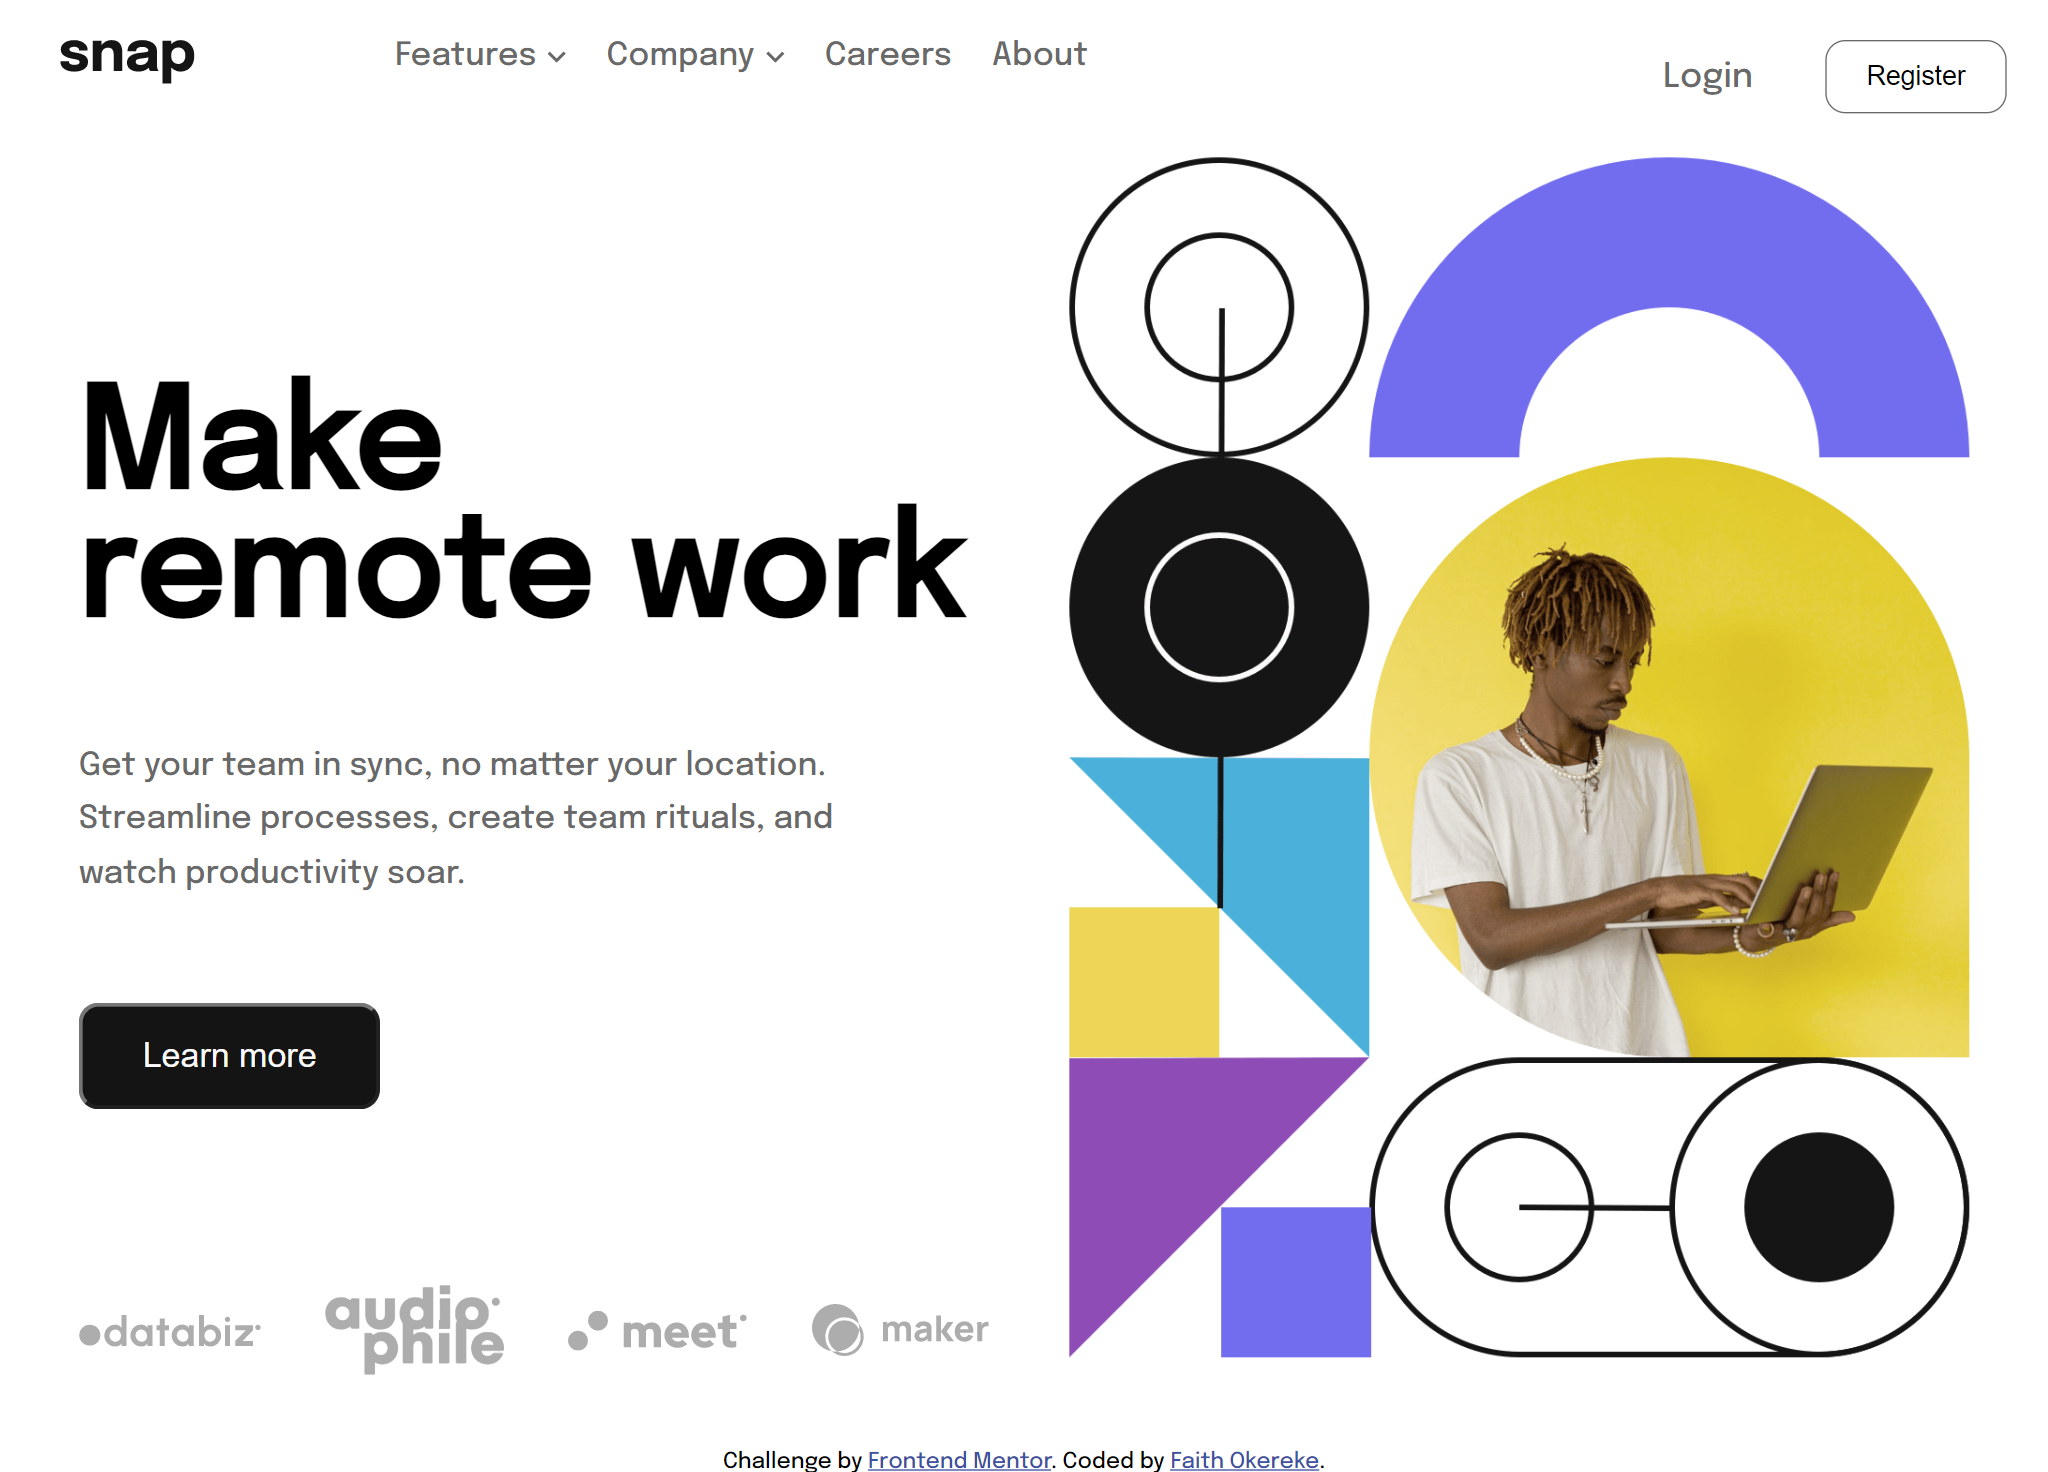 snap
Features
Company
Careers
About
Login
Register
Make
remote work
Get your team in sync, no matter your location.
Streamline processes, create team rituals, and
watch productivity soar.
Learn more
databiz
audio
phile
meet
maker
Challenge by Frontend Mentor. Coded by Faith Okereke.